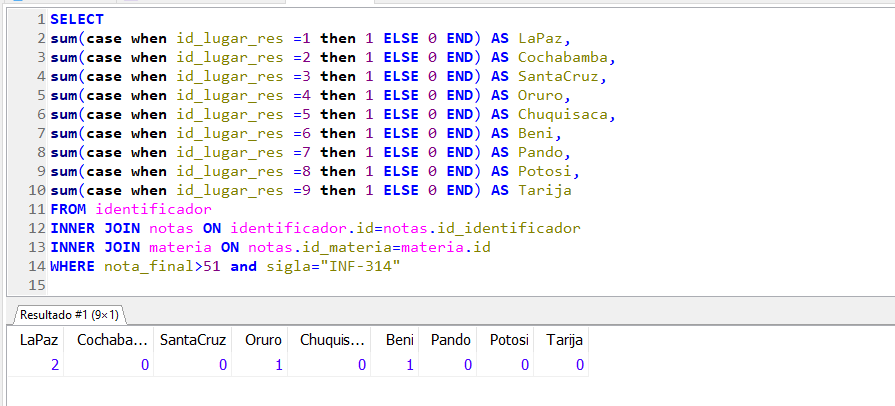 1 SELECT
2 sum(case when id_lugar_res =1 then 1 ELSE 0 END) AS LaPaz,
3 sum(case when id_lugar_res =2 then 1 ELSE 0 END) AS Cochabamba,
4 sum(case when id_lugar_res =3 then 1 ELSE 0 END) AS SantaCruz,
5 sum(case when id_lugar_res =4 then 1 ELSE 0 END) AS Oruro,
6 sum(case when id_lugar_res =5 then 1 ELSE 0 END) AS Chuquisaca,
7 sum(case when id_lugar_res =6 then 1 ELSE 0 END) AS Beni,
8 sum(case when id_lugar_res =7 then 1 ELSE 0 END) AS Pando,
9 sum(case when id_lugar_res =8 then 1 ELSE 0 END) AS Potosi,
10 sum(case when id_lugar_res =9 then 1 ELSE 0 END) AS Tarija
11 FROM identificador
12 INNER JOIN notas ON identificador.id=notas.id_identificador
13 INNER JOIN materia ON notas.id_materia=materia.id
14 WHERE nota_final>51 and sigla="INF-314"
15
Resultado #1 (9×1)
LaPaz Cochaba... SantaCruz Oruro Chuquis... Beni Pando Potosi Tarija
2 0 0 1 0 1 0 0 0